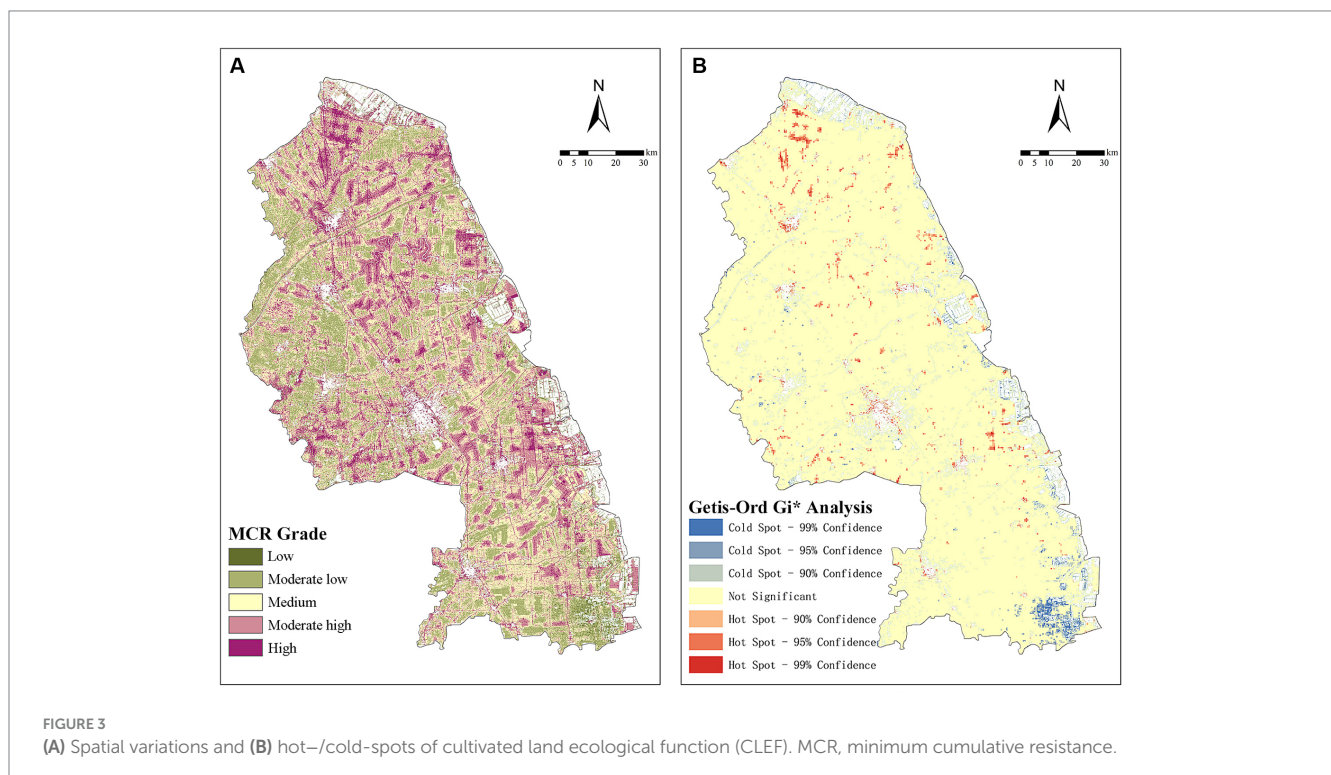 A
N
km
0 5 10 20 30
MCR Grade
Low
Moderate low
Medium
Moderate high
High
B
N
km
0 5 10 20 30
Getis-Ord Gi* Analysis
Cold Spot - 99% Confidence
Cold Spot - 95% Confidence
Cold Spot - 90% Confidence
Not Significant
Hot Spot - 90% Confidence
Hot Spot - 95% Confidence
Hot Spot - 99% Confidence
FIGURE 3
(A) Spatial variations and (B) hot–/cold-spots of cultivated land ecological function (CLEF). MCR, minimum cumulative resistance.